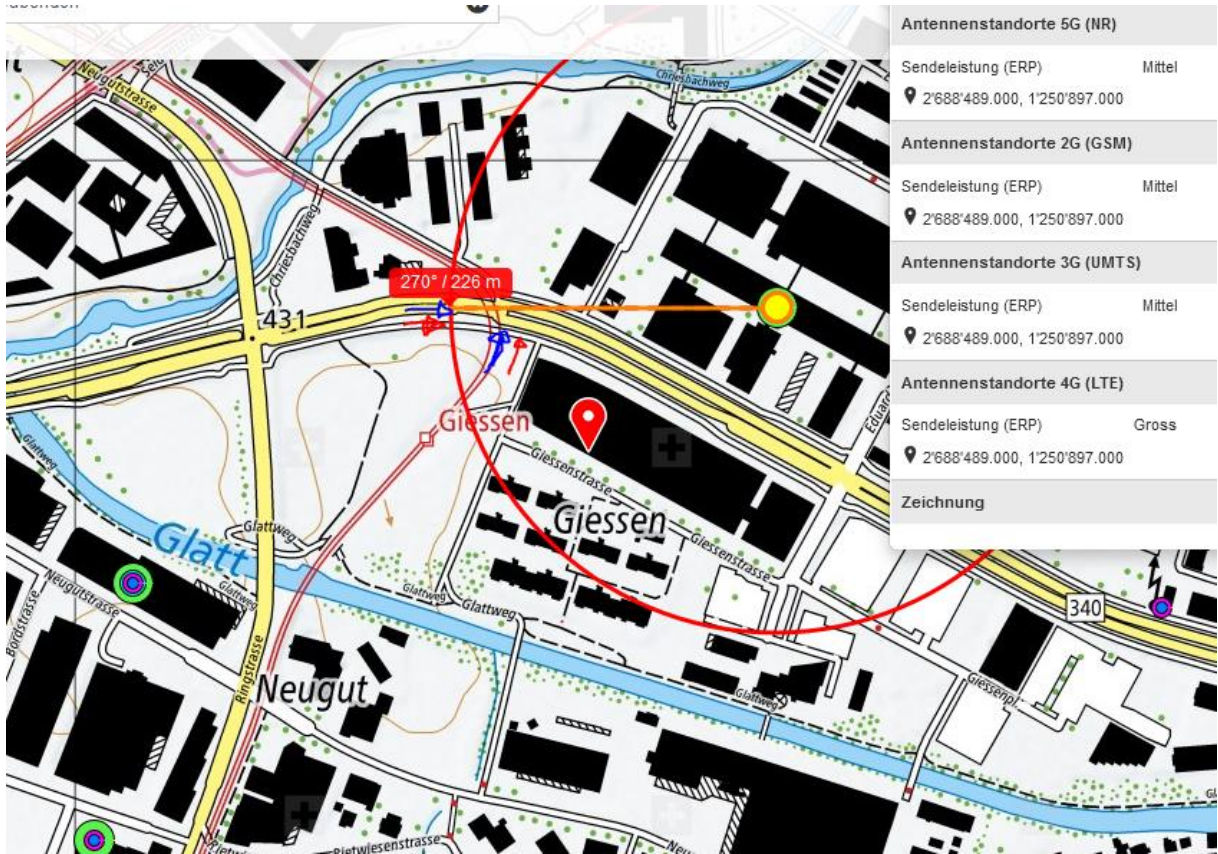 Antennenstandorte 5G (NR)
Sendeleistung (ERP) Mittel
2'688'489.000, 1'250'897.000
Antennenstandorte 2G (GSM)
Sendeleistung (ERP) Mittel
2'688'489.000, 1'250'897.000
Antennenstandorte 3G (UMTS)
Sendeleistung (ERP) Mittel
2'688'489.000, 1'250'897.000
Antennenstandorte 4G (LTE)
Sendeleistung (ERP) Gross
2'688'489.000, 1'250'897.000
Zeichnung
Neugutstrasse
Chriesbachweg
Chriesbachweg
270° / 226 m
431
Giessen
Giessenstrasse
Giessen
Giessenstrasse
Glattweg
Glatt
Glattweg
Glattweg
Glattweg
Glattweg
Neugutstrasse
Bordstrasse
Ringstrasse
Neugut
340
Giessenpl.
Glattweg
Rietwiesenstrasse